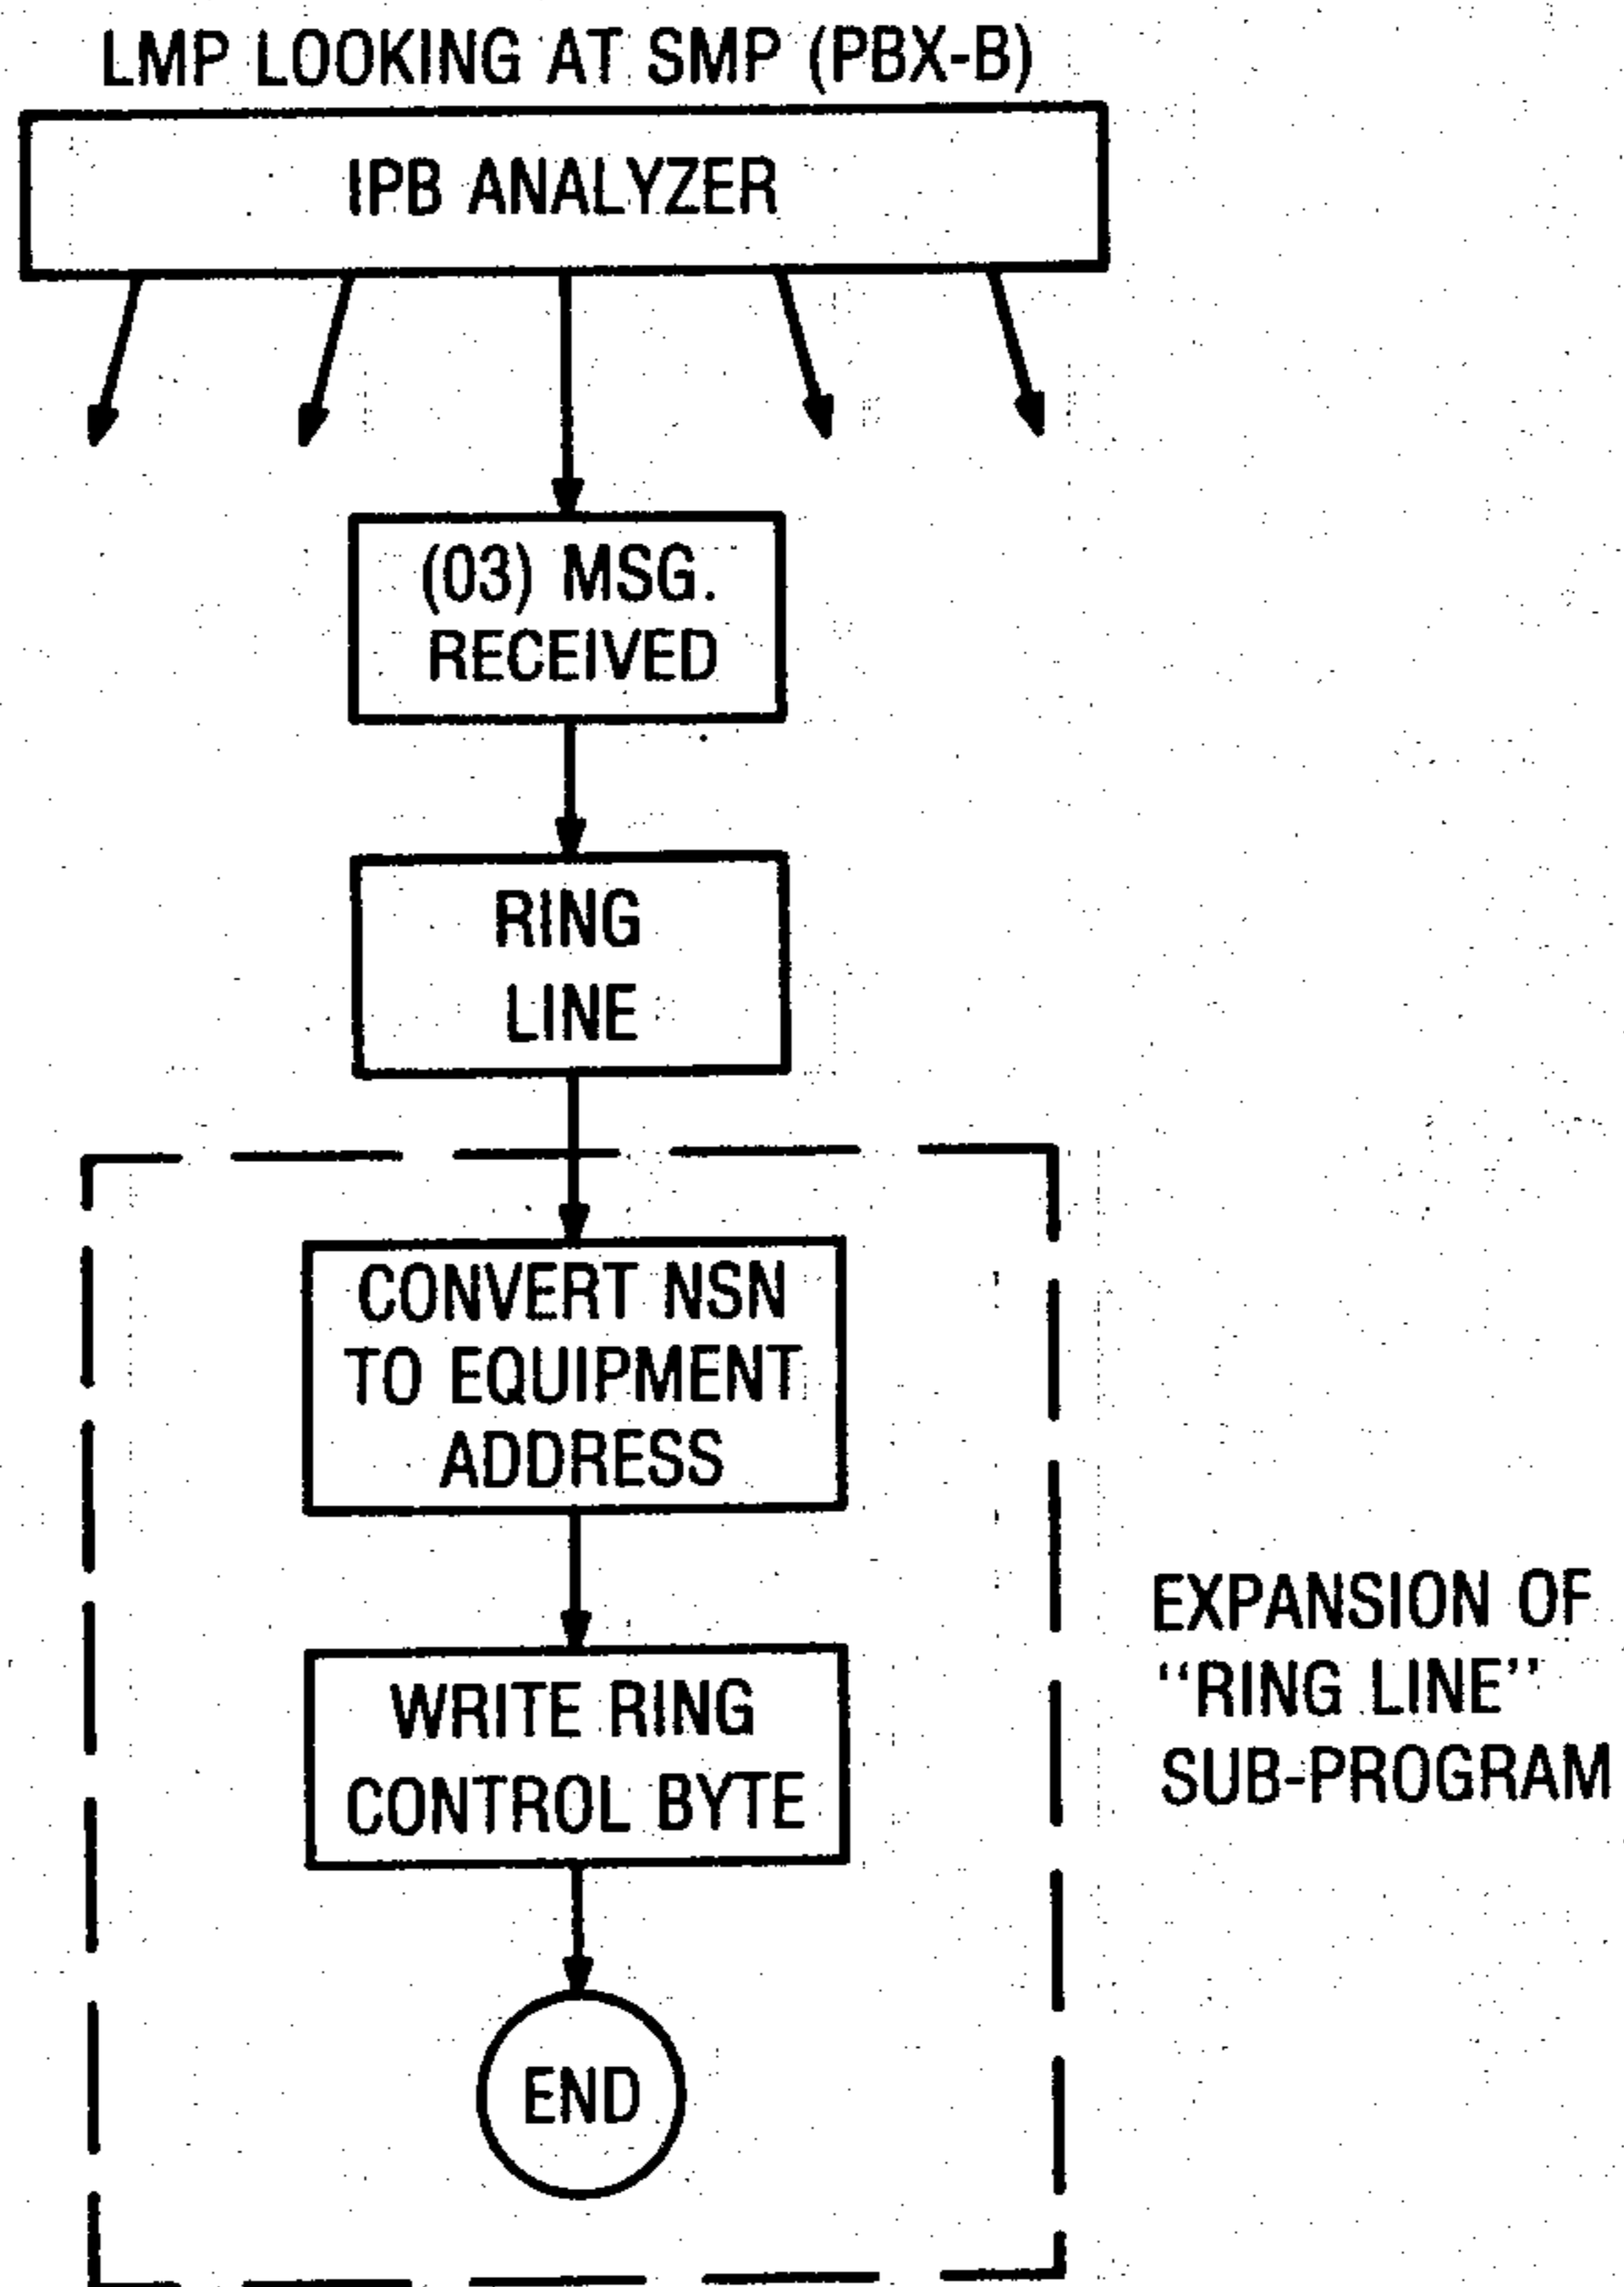 LMP LOOKING AT SMP (PBX-B)
IPB ANALYZER
(03) MSG.
RECEIVED
RING
LINE
CONVERT NSN
TO EQUIPMENT
ADDRESS
WRITE RING
CONTROL BYTE
END
EXPANSION OF
"RING LINE"
SUB-PROGRAM